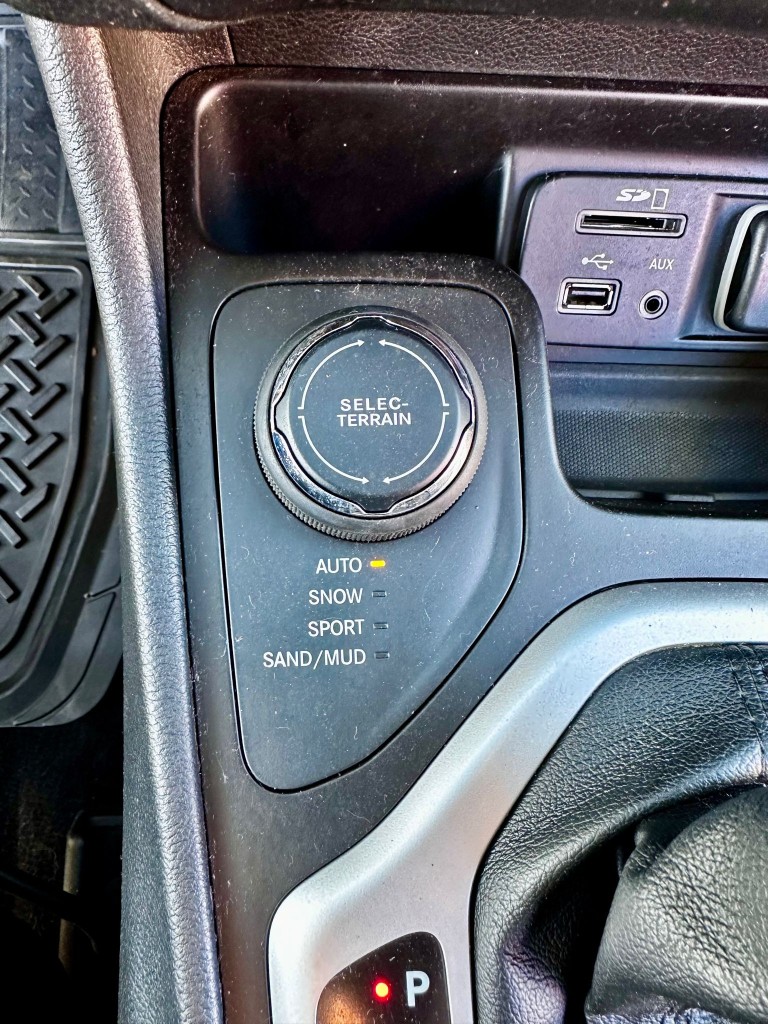 SD
AUX
SELEC-
TERRAIN
AUTO
SNOW
SPORT
SAND/MUD
P